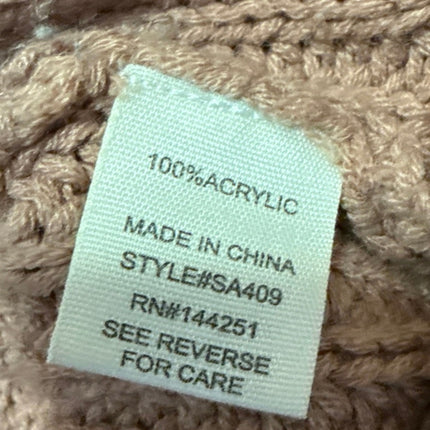 100%ACRYLIC
MADE IN CHINA
STYLE#SA409
RN#144251
SEE REVERSE
FOR CARE